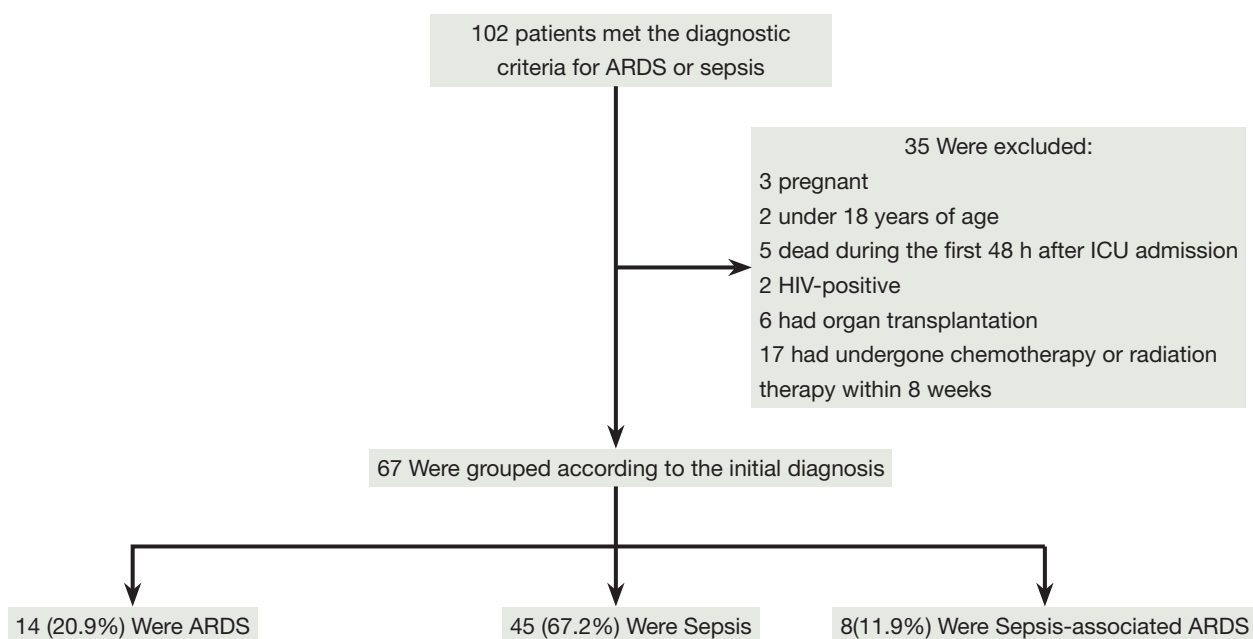 102 patients met the diagnostic
criteria for ARDS or sepsis
35 Were excluded:
3 pregnant
2 under 18 years of age
5 dead during the first 48 h after ICU admission
2 HIV-positive
6 had organ transplantation
17 had undergone chemotherapy or radiation
therapy within 8 weeks
67 Were grouped according to the initial diagnosis
14 (20.9%) Were ARDS
45 (67.2%) Were Sepsis
8(11.9%) Were Sepsis-associated ARDS